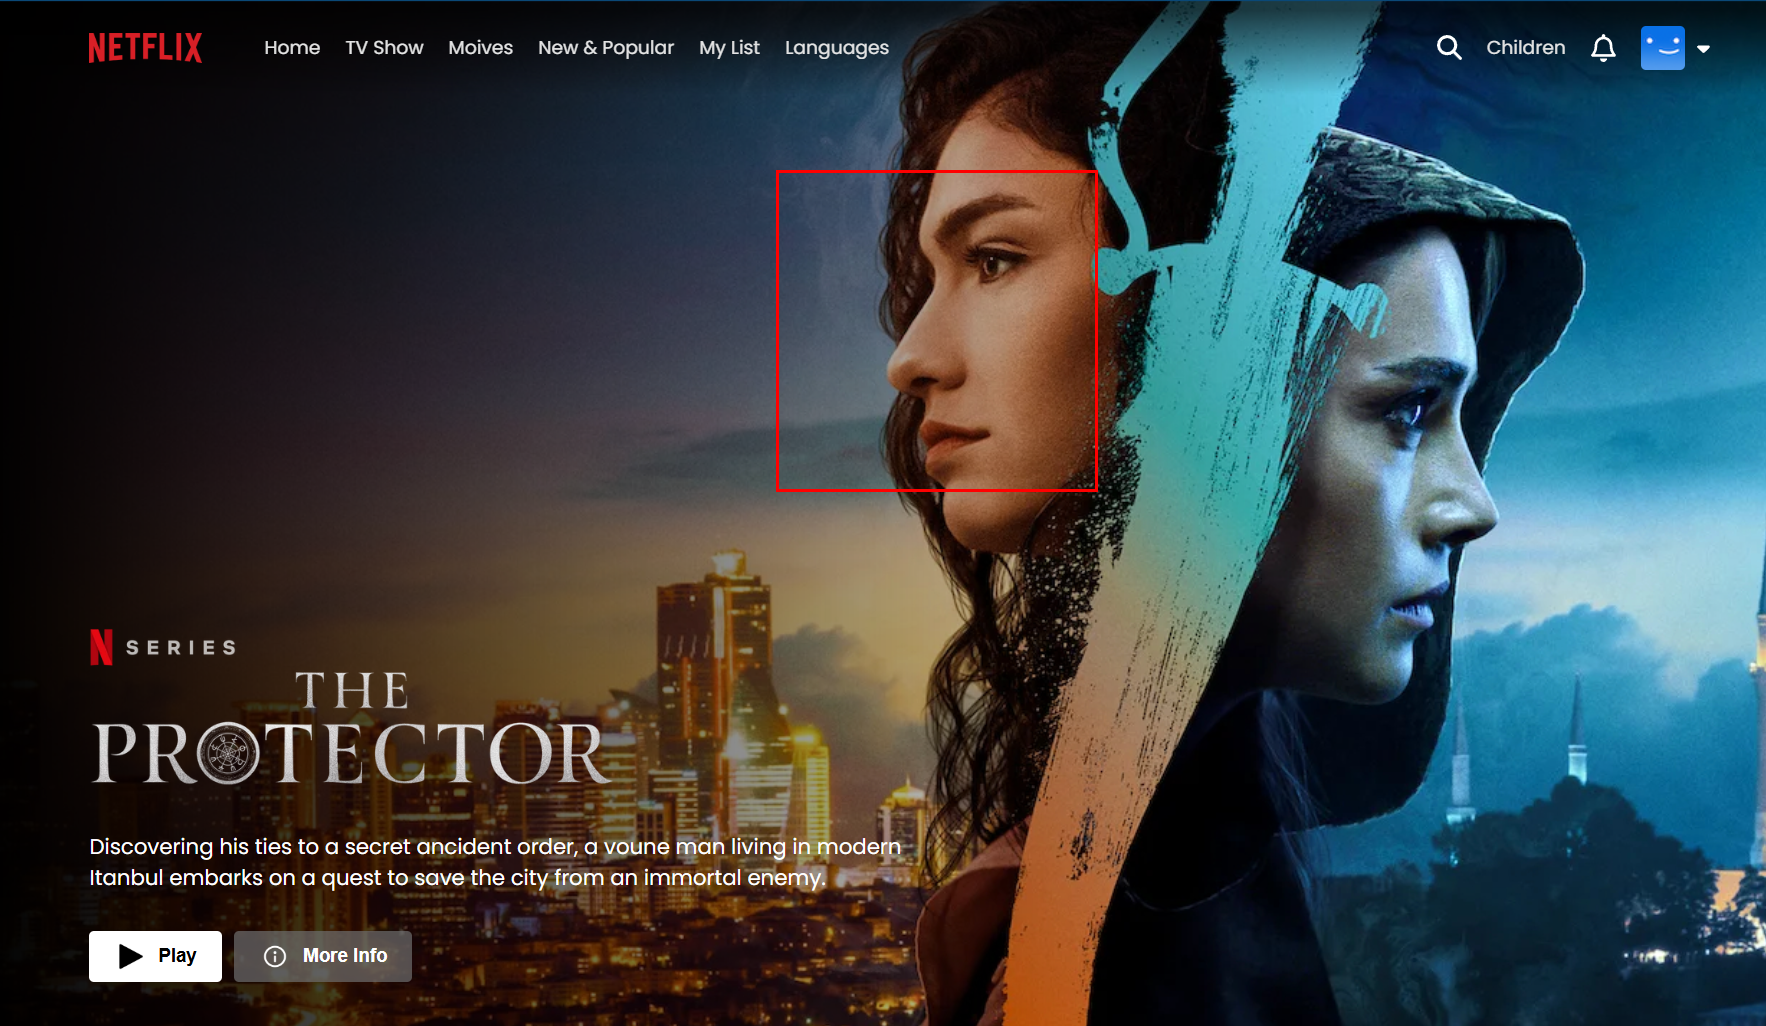 NETFLIX Home TV Show Moives New & Popular My List Languages Children
N SERIES
THE
PROTECTOR
Discovering his ties to a secret ancident order, a voune man living in modern
Itanbul embarks on a quest to save the city from an immortal enemy.
Play More Info